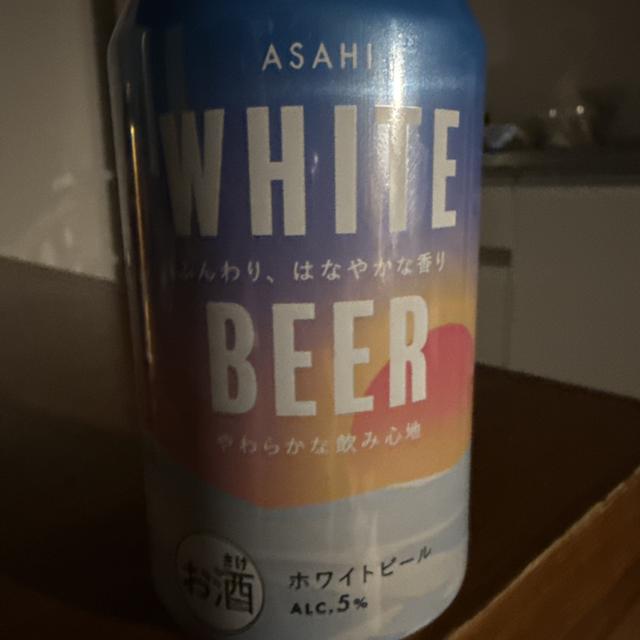 ASAHI
WHITE
ふんわり、はなやかな香り
BEER
やわらかな飲み心地
さけ
お酒
ホワイトビール
ALC.5%